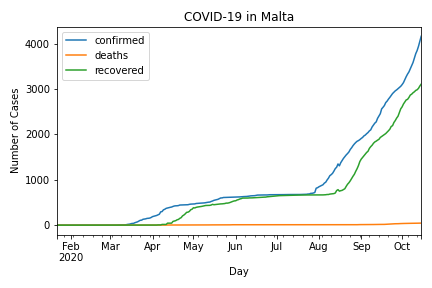 COVID-19 in Malta
confirmed
deaths
recovered
Number of Cases
4000
3000
2000
1000
0
Feb Mar Apr May Jun Jul Aug Sep Oct
2020
Day